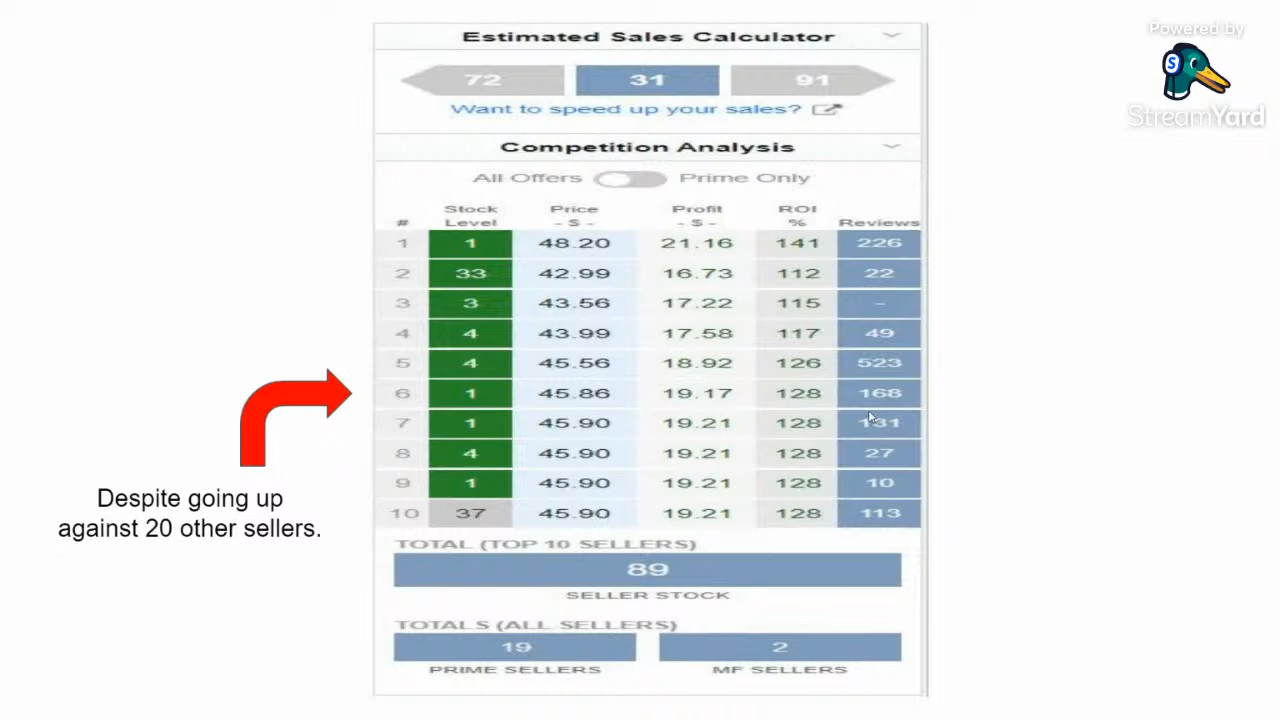 Powered by
StreamYard
Estimated Sales Calculator
72 31 91
Want to speed up your sales?
Competition Analysis
All Offers Prime Only
# Stock Level Price - $ - Profit - $ - ROI % Reviews
1 1 48.20 21.16 141 226
2 33 42.99 16.73 112 22
3 3 43.56 17.22 115 -
4 4 43.99 17.58 117 49
5 4 45.56 18.92 126 523
6 1 45.86 19.17 128 168
7 1 45.90 19.21 128 131
8 4 45.90 19.21 128 27
9 1 45.90 19.21 128 10
10 37 45.90 19.21 128 113
TOTAL (TOP 10 SELLERS)
89
SELLER STOCK
TOTALS (ALL SELLERS)
19 2
PRIME SELLERS MF SELLERS
Despite going up
against 20 other sellers.